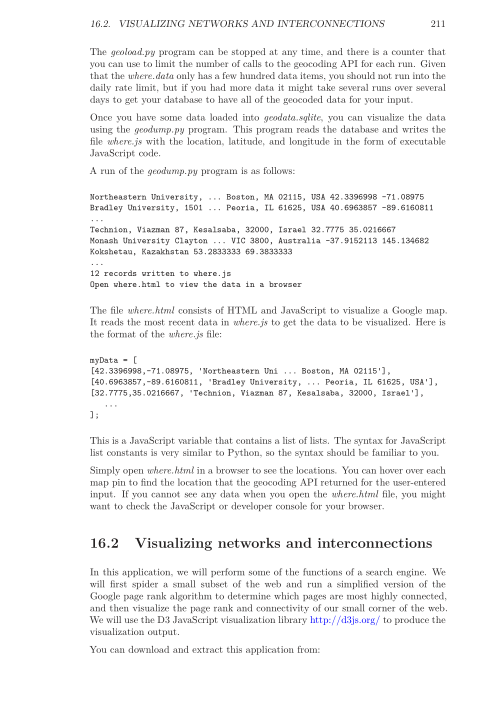 16.2. VISUALIZING NETWORKS AND INTERCONNECTIONS 211
The geoload.py program can be stopped at any time, and there is a counter that
you can use to limit the number of calls to the geocoding API for each run. Given
that the where.data only has a few hundred data items, you should not run into the
daily rate limit, but if you had more data it might take several runs over several
days to get your database to have all of the geocoded data for your input.
Once you have some data loaded into geodata.sqlite, you can visualize the data
using the geodump.py program. This program reads the database and writes the
file where.js with the location, latitude, and longitude in the form of executable
JavaScript code.
A run of the geodump.py program is as follows:
Northeastern University, ... Boston, MA 02115, USA 42.3396998 -71.08975
Bradley University, 1501 ... Peoria, IL 61625, USA 40.6963857 -89.6160811
...
Technion, Viazman 87, Kesalsaba, 32000, Israel 32.7775 35.0216667
Monash University Clayton ... VIC 3800, Australia -37.9152113 145.134682
Kokshetau, Kazakhstan 53.2833333 69.3833333
...
12 records written to where.js
Open where.html to view the data in a browser
The file where.html consists of HTML and JavaScript to visualize a Google map.
It reads the most recent data in where.js to get the data to be visualized. Here is
the format of the where.js file:
myData = [
[42.3396998,-71.08975, 'Northeastern Uni ... Boston, MA 02115'],
[40.6963857,-89.6160811, 'Bradley University, ... Peoria, IL 61625, USA'],
[32.7775,35.0216667, 'Technion, Viazman 87, Kesalsaba, 32000, Israel'],
...
];
This is a JavaScript variable that contains a list of lists. The syntax for JavaScript
list constants is very similar to Python, so the syntax should be familiar to you.
Simply open where.html in a browser to see the locations. You can hover over each
map pin to find the location that the geocoding API returned for the user-entered
input. If you cannot see any data when you open the where.html file, you might
want to check the JavaScript or developer console for your browser.
16.2 Visualizing networks and interconnections
In this application, we will perform some of the functions of a search engine. We
will first spider a small subset of the web and run a simplified version of the
Google page rank algorithm to determine which pages are most highly connected,
and then visualize the page rank and connectivity of our small corner of the web.
We will use the D3 JavaScript visualization library http://d3js.org/ to produce the
visualization output.
You can download and extract this application from: